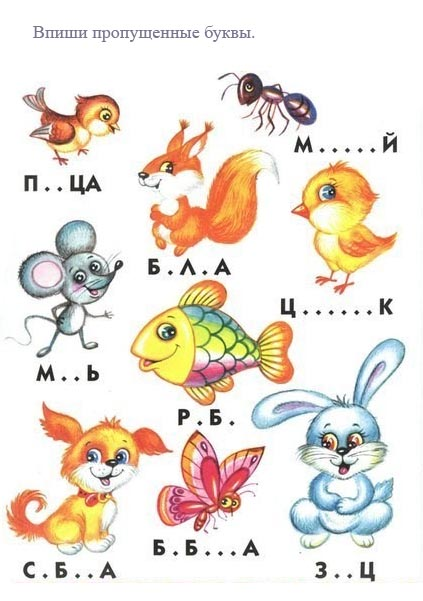 Впиши пропущенные буквы.
М.....Й
П..ЦА
Б.Л.А
Ц......К
М..Ь
Р.Б.
Б.Б...А
С.Б..А
З..Ц